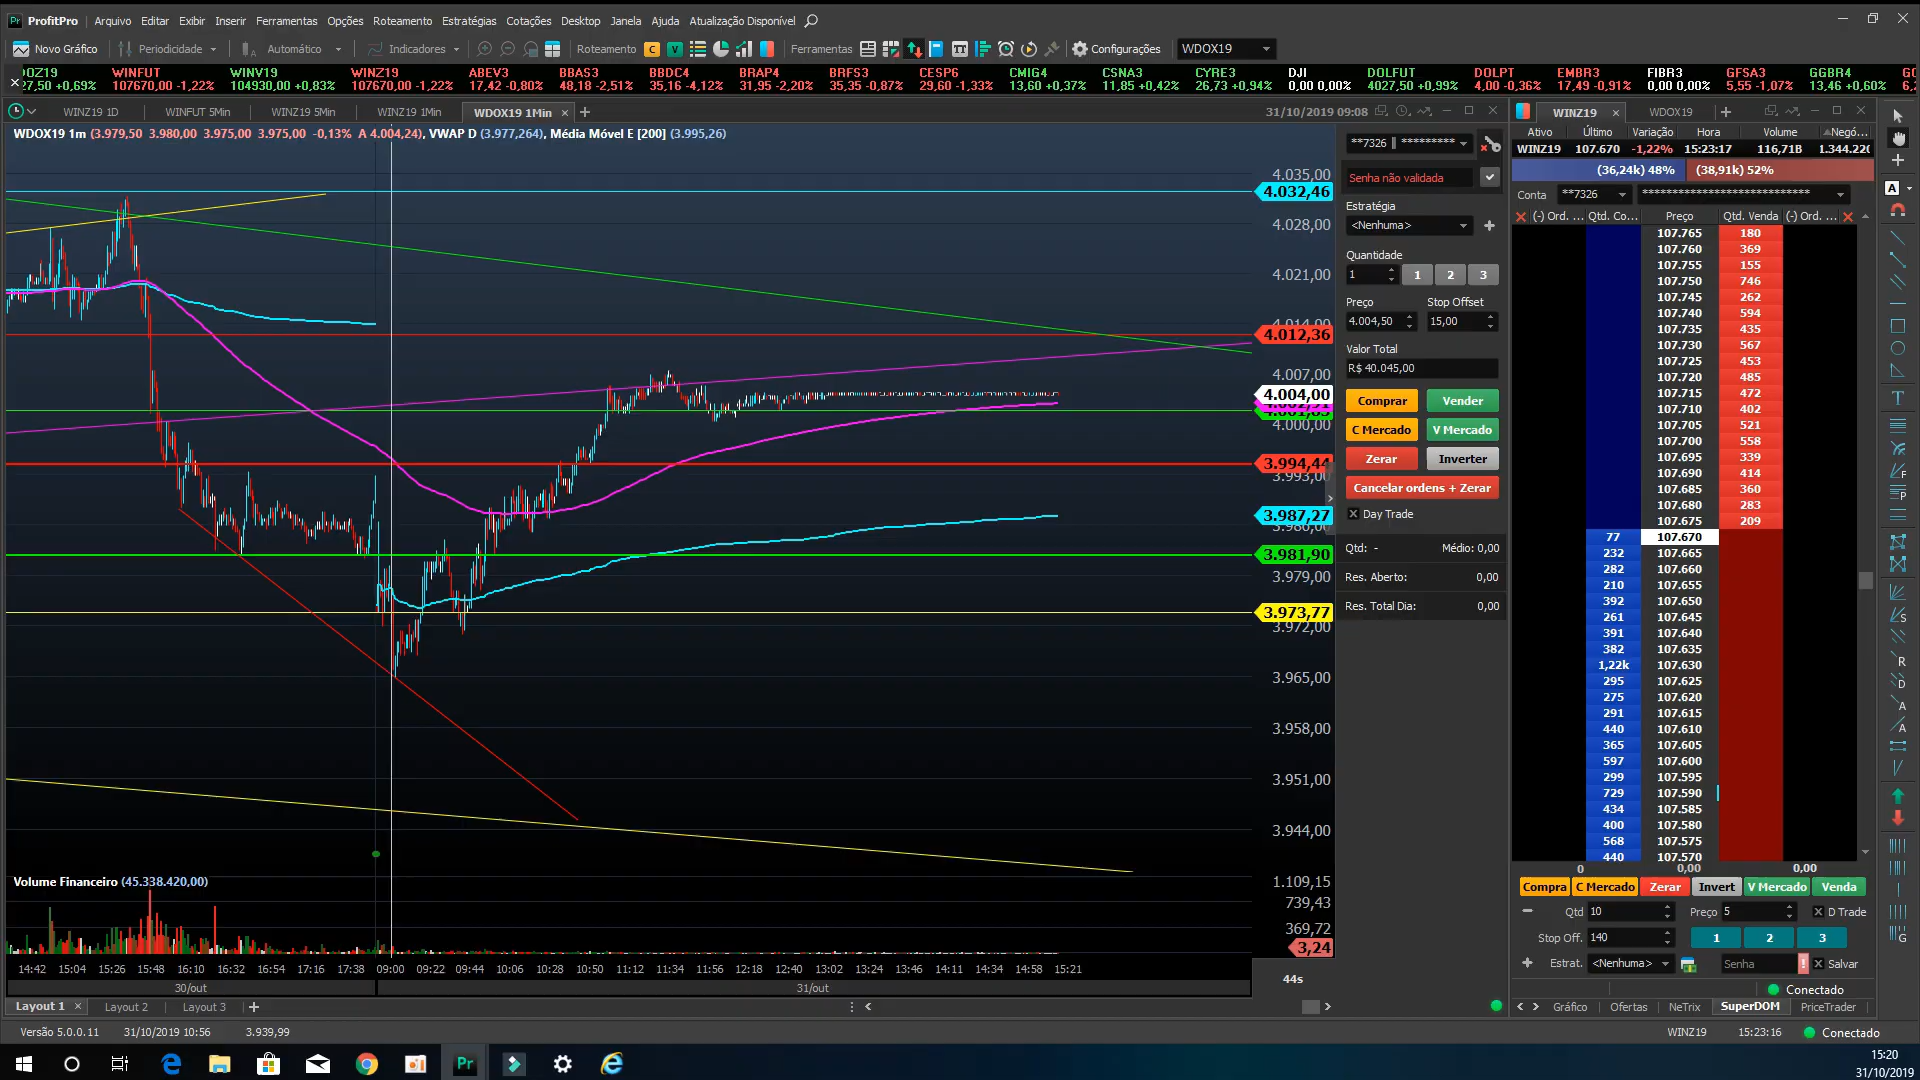 ProfitPro Arquivo Editar Exibir Inserir Ferramentas Opções Roteamento Estratégias Cotações Desktop Janela Ajuda Atualização Disponível
Novo Gráfico Periodicidade Automático Indicadores Roteamento C V Ferramentas Configurações WDOX19
OZ19 WINFUT WINV19 WINZ19 ABEV3 BBAS3 BBDC4 BRAP4 BRFS3 CESP6 CMIG4 CSNA3 CYRE3 DJI DOLFUT DOLPT EMBR3 FIBR3 GFSA3 GGBR4
27,50 +0,69% 107670,00 -1,22% 104930,00 +0,83% 107670,00 -1,22% 17,42 -0,80% 48,18 -2,51% 35,16 -4,12% 31,95 -2,20% 35,35 -0,87% 29,60 -1,33% 13,60 +0,37% 11,85 +0,42% 26,73 +0,94% 0,00 0,00% 4027,50 +0,99% 4,00 -0,36% 17,49 -0,91% 0,00 0,00% 5,55 -1,07% 13,46 +0,60%
WINZ19 1D WINFUT 5Min WINZ19 5Min WINZ19 1Min WDOX19 1Min 31/10/2019 09:08
WDOX19 1m (3.979,50 3.980,00 3.975,00 3.975,00 -0,13% A 4.004,24), VWAP D (3.977,264), Média Móvel E [200] (3.995,26)
4.035,00
4.032,46
4.028,00
4.021,00
4.014,00
4.012,36
4.007,00
4.004,00
4.000,00
3.994,44
3.993,00
3.987,27
3.986,00
3.981,90
3.979,00
3.973,77
3.972,00
3.965,00
3.958,00
3.951,00
3.944,00
Volume Financeiro (45.338.420,00)
1.109,15
739,43
369,72
3,24
14:42 15:04 15:26 15:48 16:10 16:32 16:54 17:16 17:38 09:00 09:22 09:44 10:06 10:28 10:50 11:12 11:34 11:56 12:18 12:40 13:02 13:24 13:46 14:11 14:34 14:58 15:21
30/out 31/out
44s
Layout 1 Layout 2 Layout 3
**7326 *********
Senha não validada
Estratégia
<Nenhuma>
Quantidade
1 1 2 3
Preço Stop Offset
4.004,50 15,00
Valor Total
R$ 40.045,00
Comprar Vender
C Mercado V Mercado
Zerar Inverter
Cancelar ordens + Zerar
Day Trade
Qtd: - Médio: 0,00
Res. Aberto: 0,00
Res. Total Dia: 0,00
WINZ19 WDOX19
Ativo Último Variação Hora Volume Negó...
WINZ19 107.670 -1,22% 15:23:17 116,71B
(36,24k) 48% (38,91k) 52%
Conta **7326 ****************************
(-) Ord. ... Qtd. Co... Preço Qtd. Venda (-) Ord. ...
107.765 180
107.760 369
107.755 155
107.750 746
107.745 262
107.740 594
107.735 435
107.730 567
107.725 453
107.720 485
107.715 472
107.710 402
107.705 521
107.700 558
107.695 339
107.690 414
107.685 360
107.680 283
107.675 209
77 107.670
232 107.665
282 107.660
210 107.655
392 107.650
261 107.645
391 107.640
382 107.635
1,22k 107.630
295 107.625
275 107.620
291 107.615
440 107.610
365 107.605
597 107.600
299 107.595
729 107.590
434 107.585
400 107.580
568 107.575
440 107.570
0 0,00 0,00
Compra C Mercado Zerar Invert V Mercado Venda
Qtd 10 Preço 5 D Trade
Stop Off. 140 1 2 3
Estrat. <Nenhuma> Senha ! Salvar
Conectado
Gráfico Ofertas NeTrix SuperDOM PriceTrader
Versão 5.0.0.11 31/10/2019 10:56 3.939,99 WINZ19 15:23:16 Conectado
15:20
31/10/2019